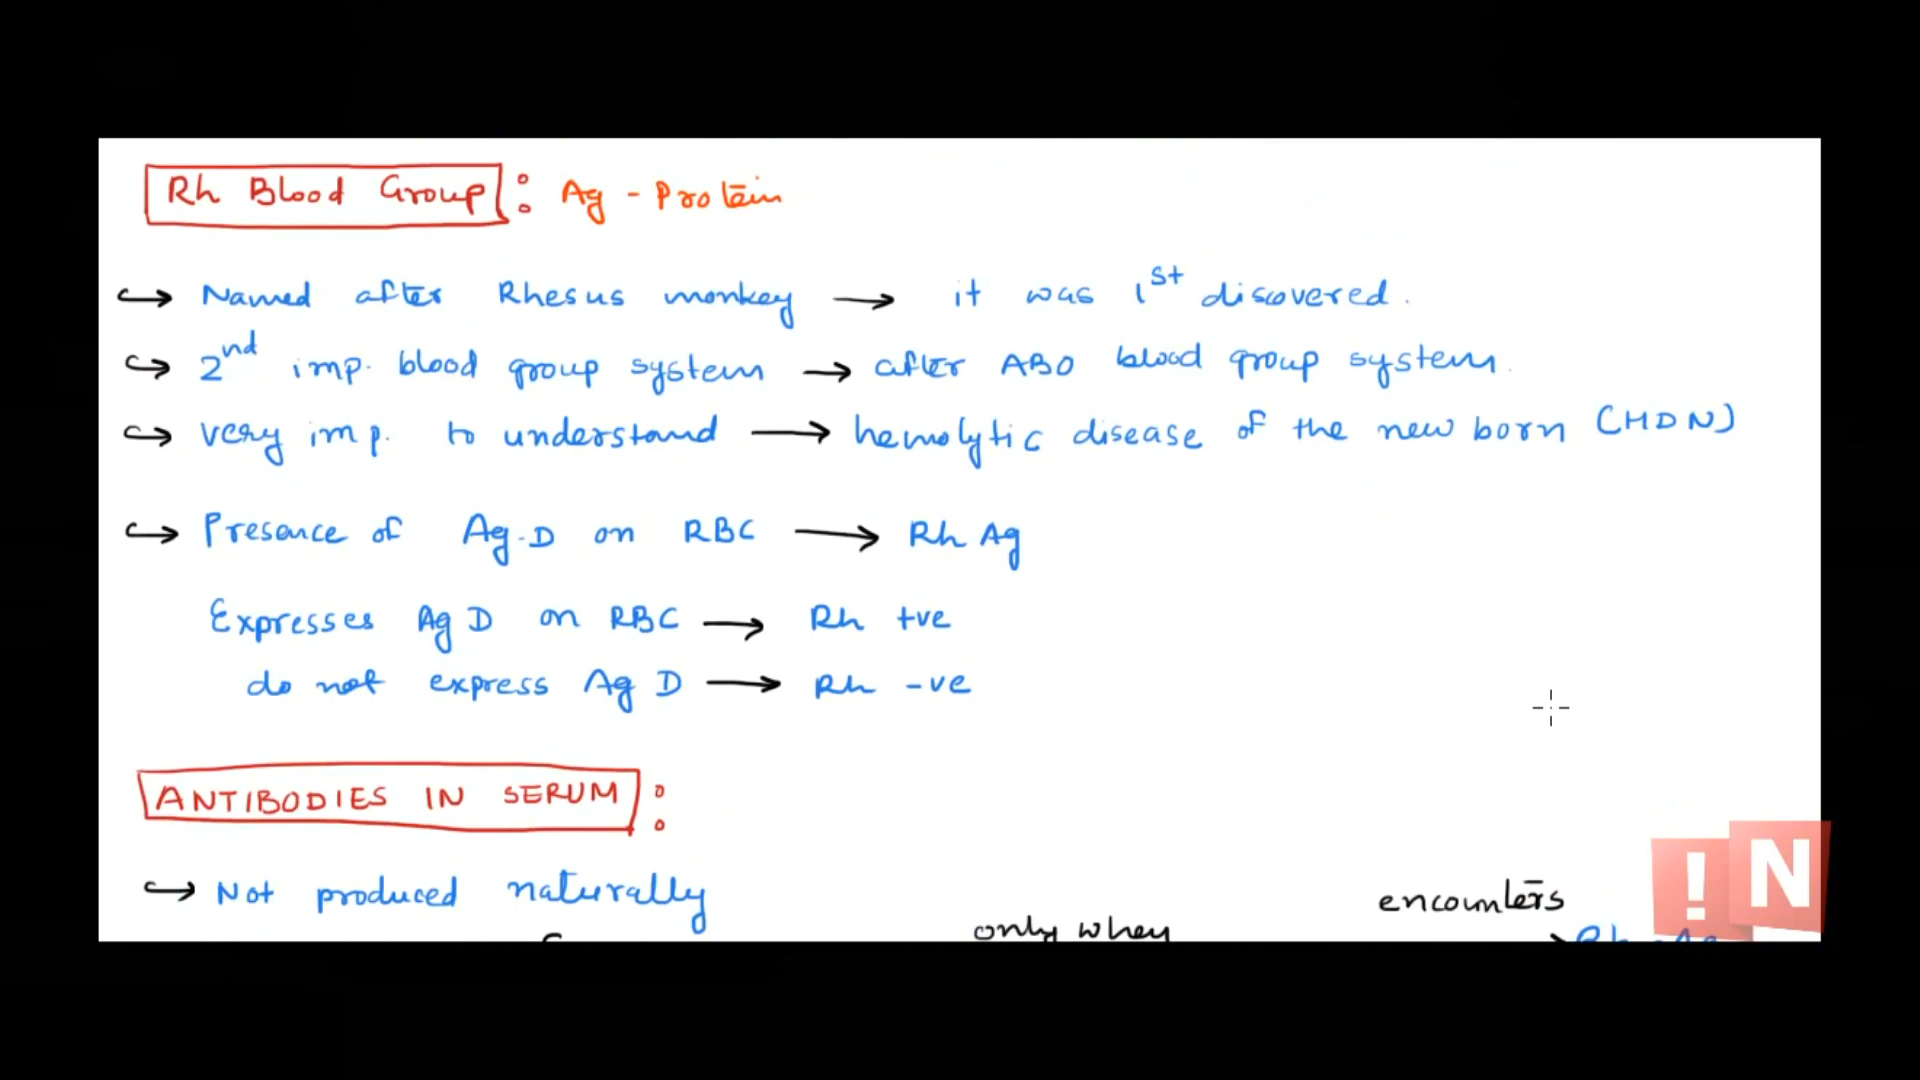 Rh Blood Group : Ag - Protein
↪ Named after Rhesus monkey → it was 1st discovered.
↪ 2nd imp. blood group system → after ABO blood group system.
↪ very imp. to understand → hemolytic disease of the new born (HDN)
↪ Presence of Ag-D on RBC → Rh Ag
Expresses Ag D on RBC → Rh +ve
do not express Ag D → Rh -ve
ANTIBODIES IN SERUM :
↪ Not produced naturally
encounters
only when
! N